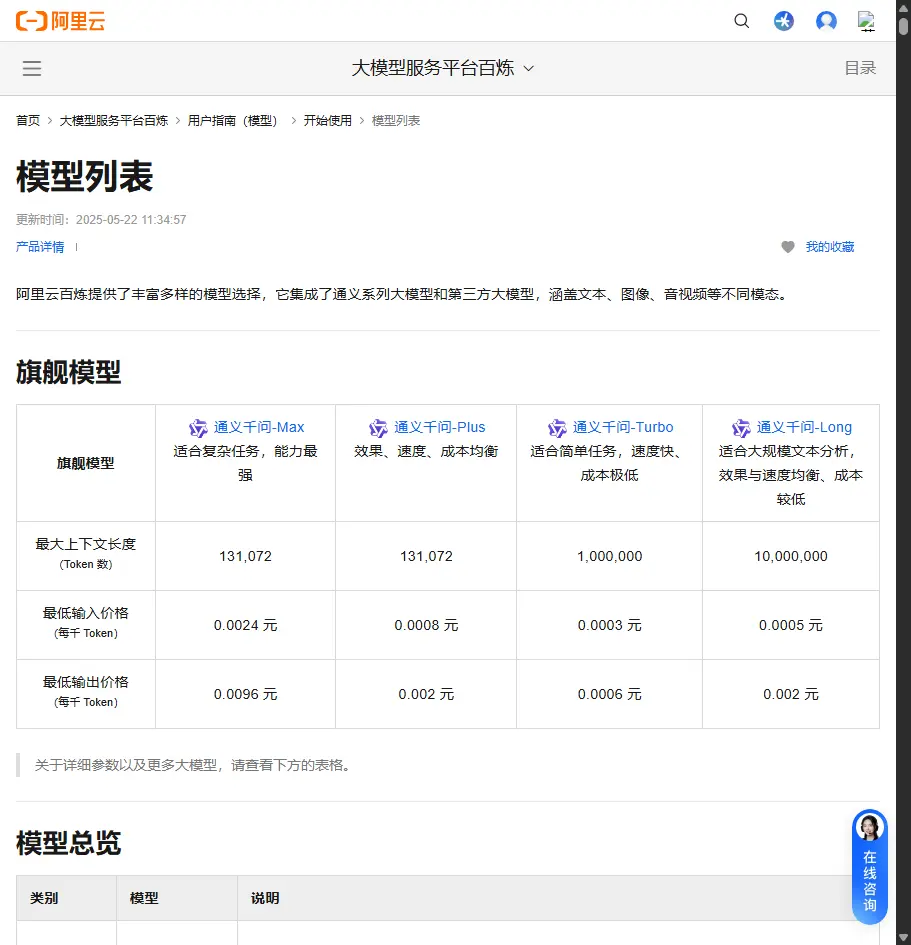 阿里云
大模型服务平台百炼
目录
首页 > 大模型服务平台百炼 > 用户指南（模型） > 开始使用 > 模型列表
模型列表
更新时间：2025-05-22 11:34:57
产品详情
我的收藏
阿里云百炼提供了丰富多样的模型选择，它集成了通义系列大模型和第三方大模型，涵盖文本、图像、音视频等不同模态。
旗舰模型
旗舰模型
通义千问-Max
适合复杂任务，能力最
强
通义千问-Plus
效果、速度、成本均衡
通义千问-Turbo
适合简单任务，速度快、
成本极低
通义千问-Long
适合大规模文本分析，
效果与速度均衡、成本
较低
最大上下文长度
（Token 数）
131,072
131,072
1,000,000
10,000,000
最低输入价格
（每千 Token）
0.0024 元
0.0008 元
0.0003 元
0.0005 元
最低输出价格
（每千 Token）
0.0096 元
0.002 元
0.0006 元
0.002 元
关于详细参数以及更多大模型，请查看下方的表格。
模型总览
类别
模型
说明
在线咨询